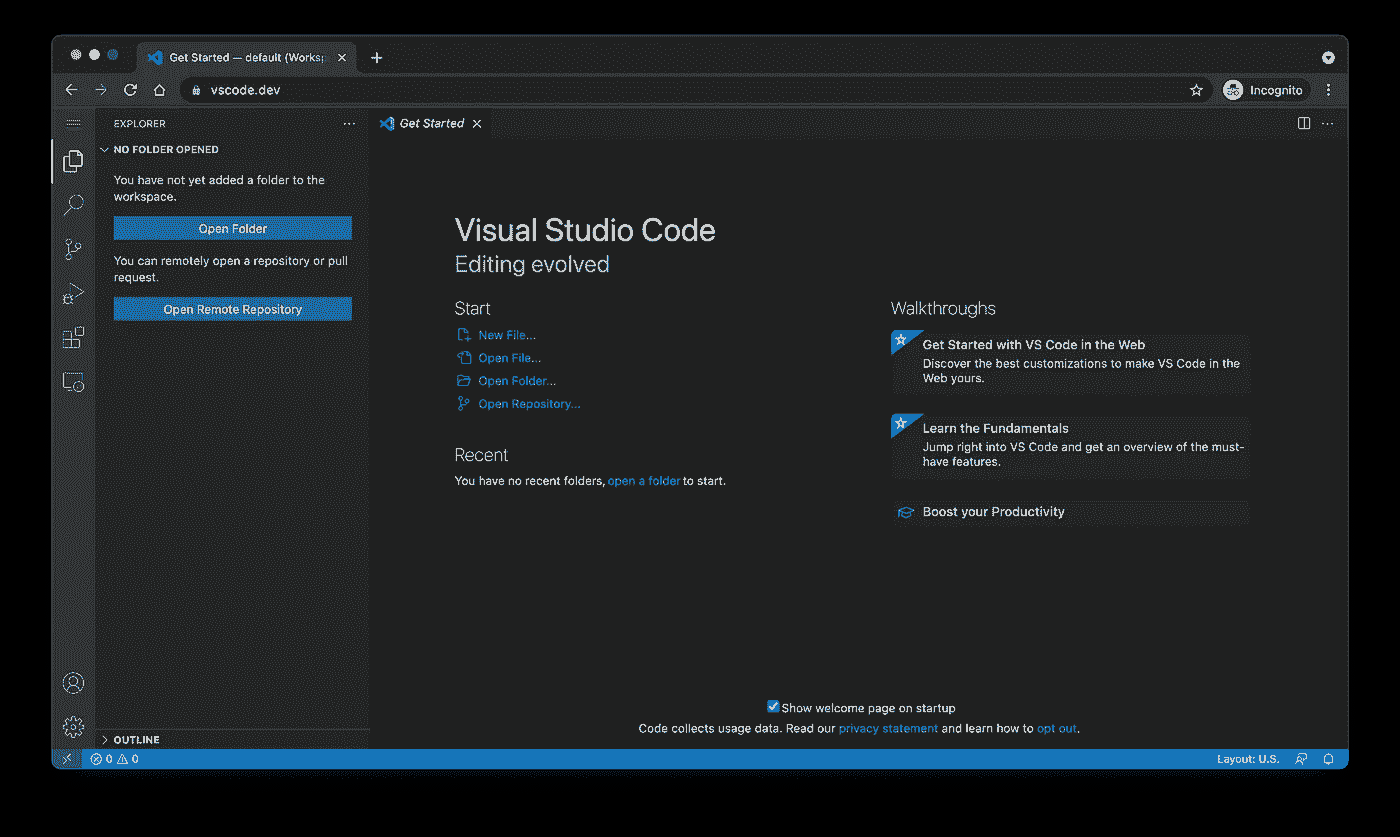 Get Started — default (Works
vscode.dev
Incognito
EXPLORER
NO FOLDER OPENED
You have not yet added a folder to the
workspace.
Open Folder
You can remotely open a repository or pull
request.
Open Remote Repository
OUTLINE
Get Started
Visual Studio Code
Editing evolved
Start
New File...
Open File...
Open Folder...
Open Repository...
Recent
You have no recent folders, open a folder to start.
Walkthroughs
Get Started with VS Code in the Web
Discover the best customizations to make VS Code in the
Web yours.
Learn the Fundamentals
Jump right into VS Code and get an overview of the must-
have features.
Boost your Productivity
Show welcome page on startup
Code collects usage data. Read our privacy statement and learn how to opt out.
0 0
Layout: U.S.